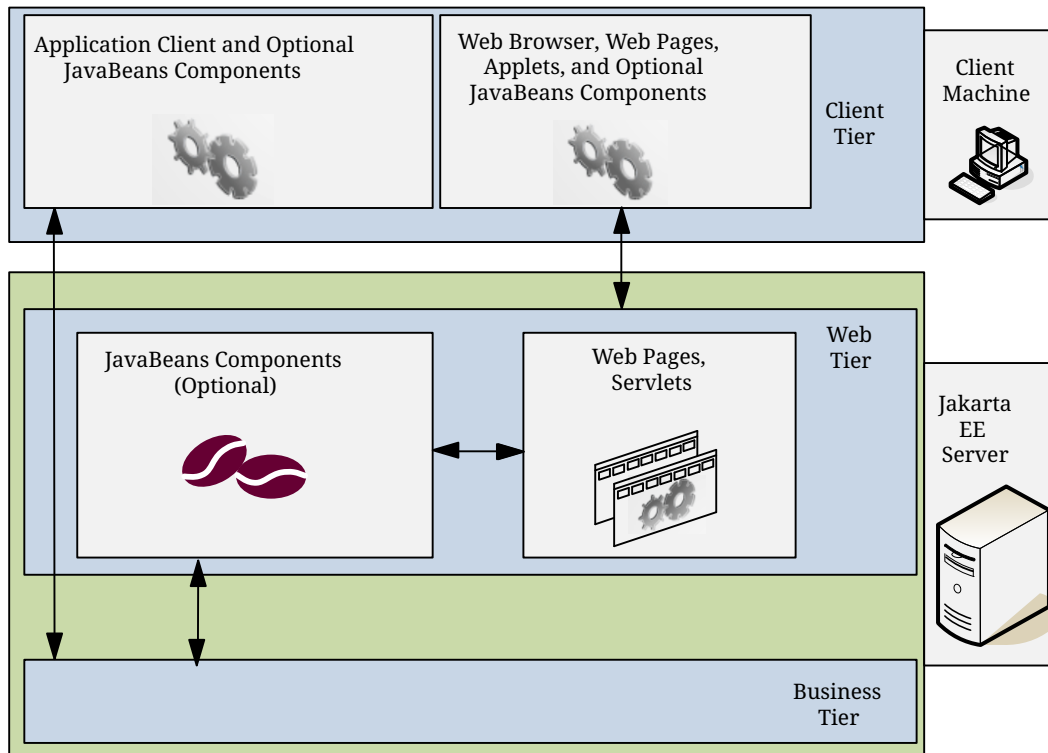 Application Client and Optional
JavaBeans Components
Web Browser, Web Pages,
Applets, and Optional
JavaBeans Components
Client
Tier
Client
Machine
JavaBeans Components
(Optional)
Web Pages,
Servlets
Web
Tier
Jakarta
EE
Server
Business
Tier